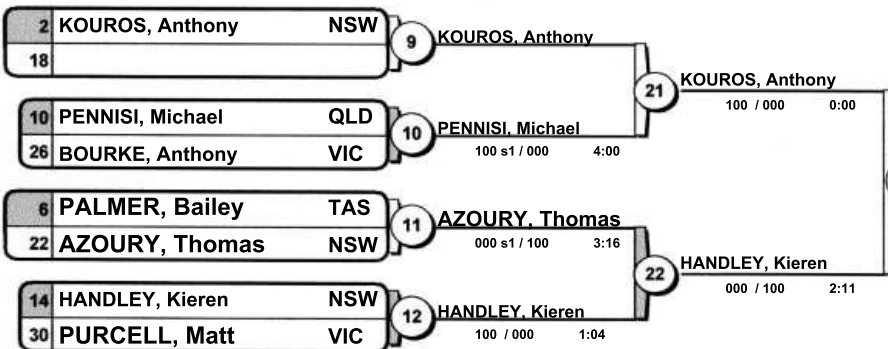 2 KOUROS, Anthony NSW
18
9
KOUROS, Anthony
10 PENNISI, Michael QLD
26 BOURKE, Anthony VIC
10
PENNISI, Michael
100 s1 / 000 4:00
21
KOUROS, Anthony
100 / 000 0:00
6 PALMER, Bailey TAS
22 AZOURY, Thomas NSW
11
AZOURY, Thomas
000 s1 / 100 3:16
14 HANDLEY, Kieren NSW
30 PURCELL, Matt VIC
12
HANDLEY, Kieren
100 / 000 1:04
22
HANDLEY, Kieren
000 / 100 2:11